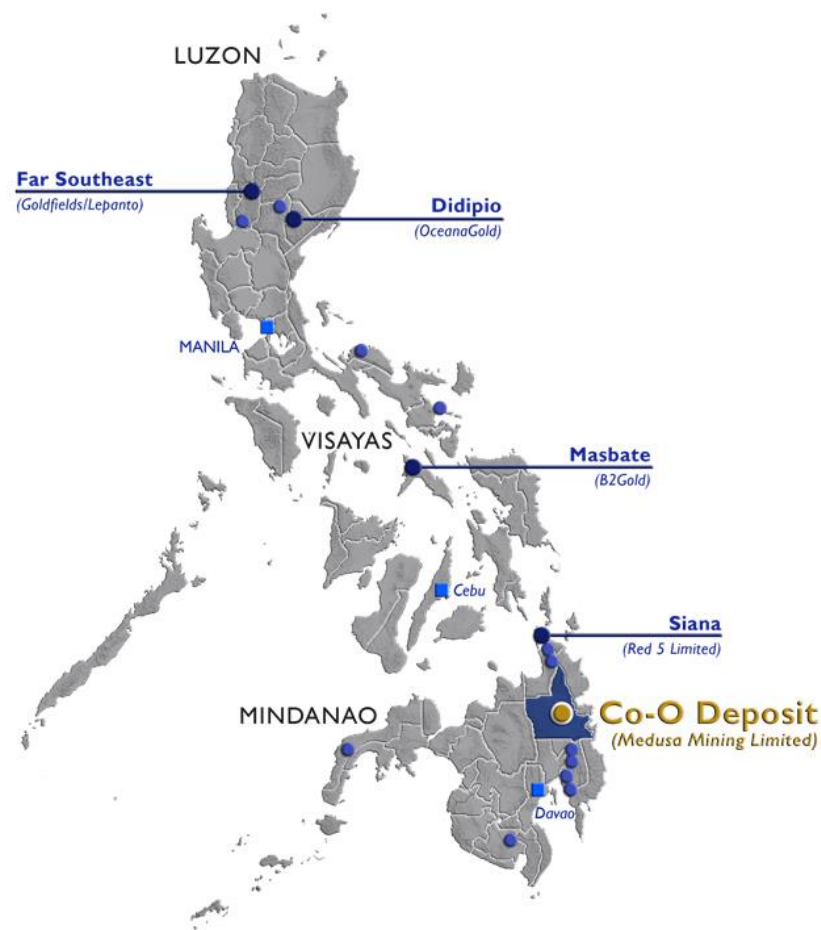 LUZON
Far Southeast
(Goldfields/Lepanto)
Didipio
(OceanaGold)
MANILA
VISAYAS
Masbate
(B2Gold)
Cebu
Siana
(Red 5 Limited)
MINDANAO
Co-O Deposit
(Medusa Mining Limited)
Davao